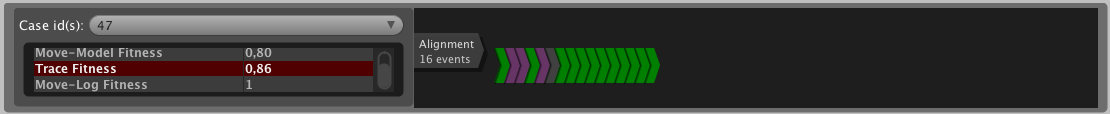 Case id(s): 47
Move-Model Fitness 0,80
Trace Fitness 0,86
Move-Log Fitness 1
Alignment
16 events